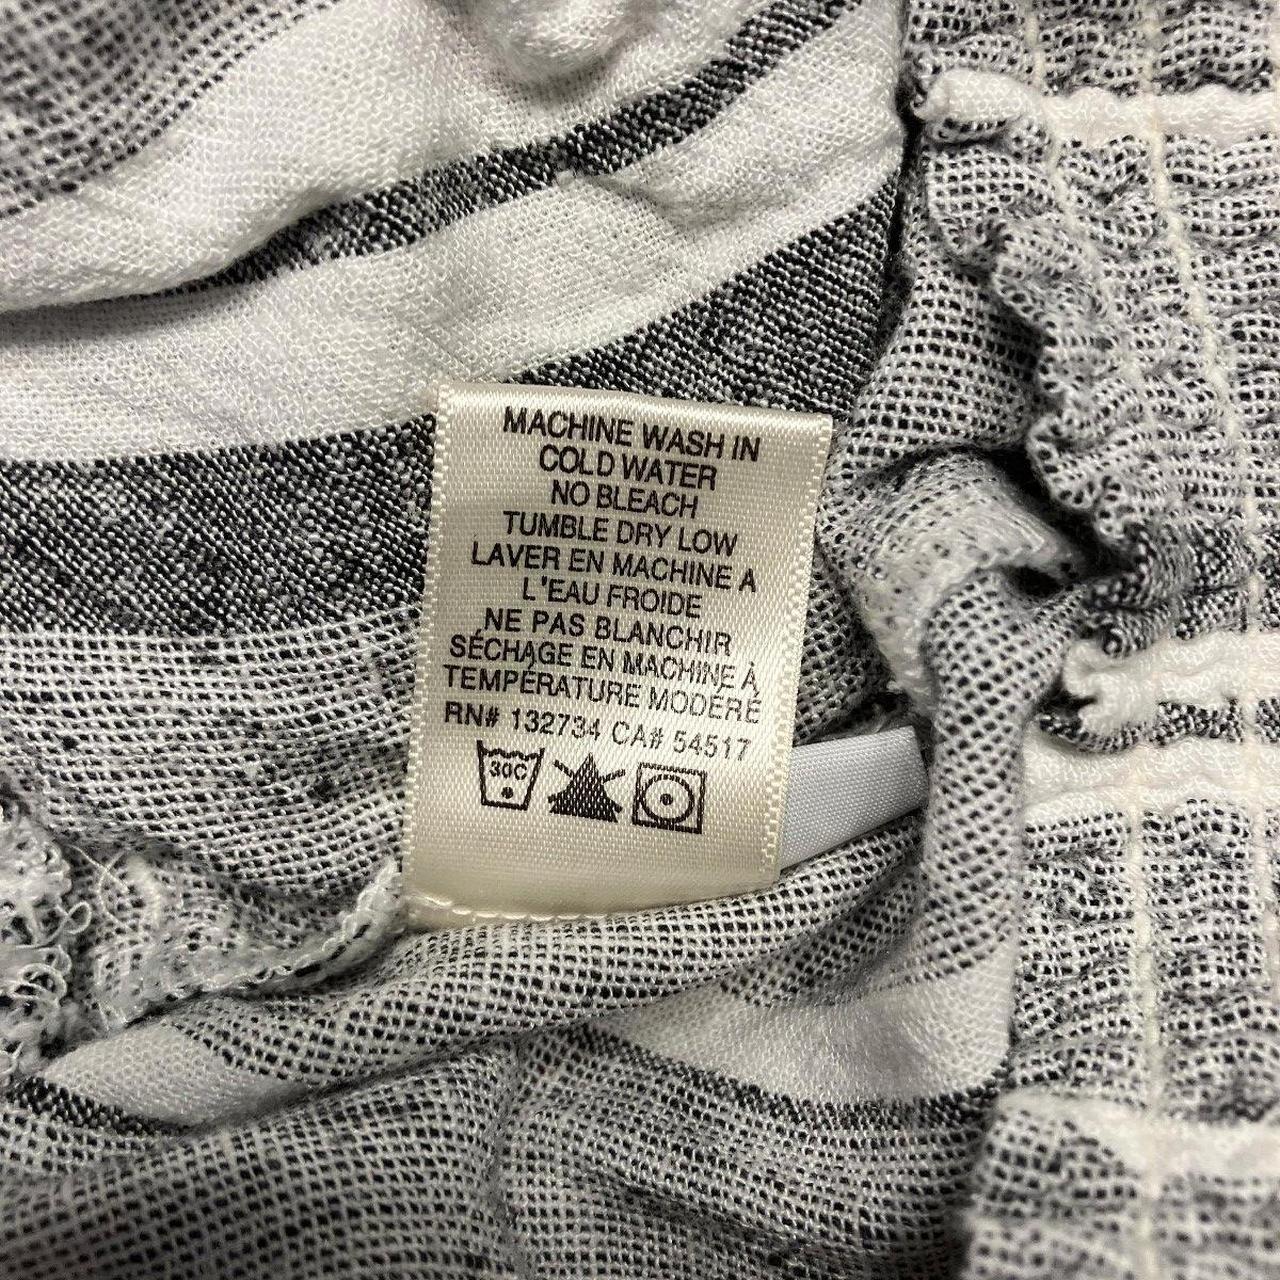 MACHINE WASH IN
COLD WATER
NO BLEACH
TUMBLE DRY LOW
LAVER EN MACHINE A
L'EAU FROIDE
NE PAS BLANCHIR
SÉCHAGE EN MACHINE À
TEMPÉRATURE MODÉRÉ
RN# 132734 CA# 54517
30C